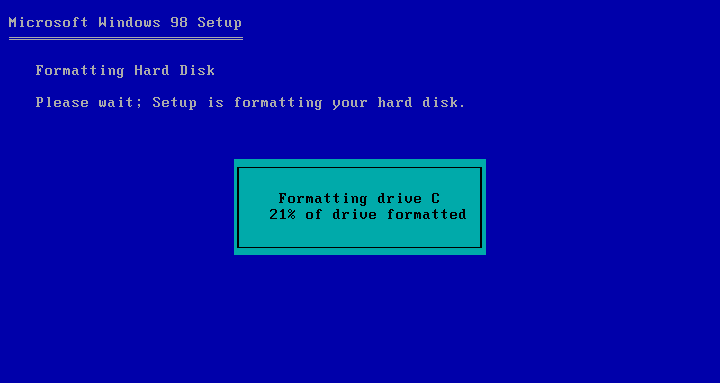 Microsoft Windows 98 Setup
Formatting Hard Disk
Please wait; Setup is formatting your hard disk.
Formatting drive C
21% of drive formatted